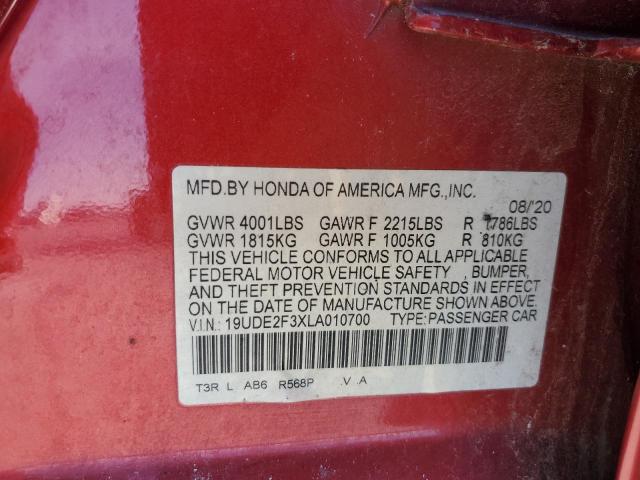 MFD.BY HONDA OF AMERICA MFG.,INC.
08/'20
GVWR 4001LBS GAWR F 2215LBS R 1786LBS
GVWR 1815KG GAWR F 1005KG R 810KG
THIS VEHICLE CONFORMS TO ALL APPLICABLE
FEDERAL MOTOR VEHICLE SAFETY , BUMPER,
AND THEFT PREVENTION STANDARDS IN EFFECT
ON THE DATE OF MANUFACTURE SHOWN ABOVE.
V.I.N.: 19UDE2F3XLA010700 TYPE:PASSENGER CAR
T3R L AB6 R568P .V .A